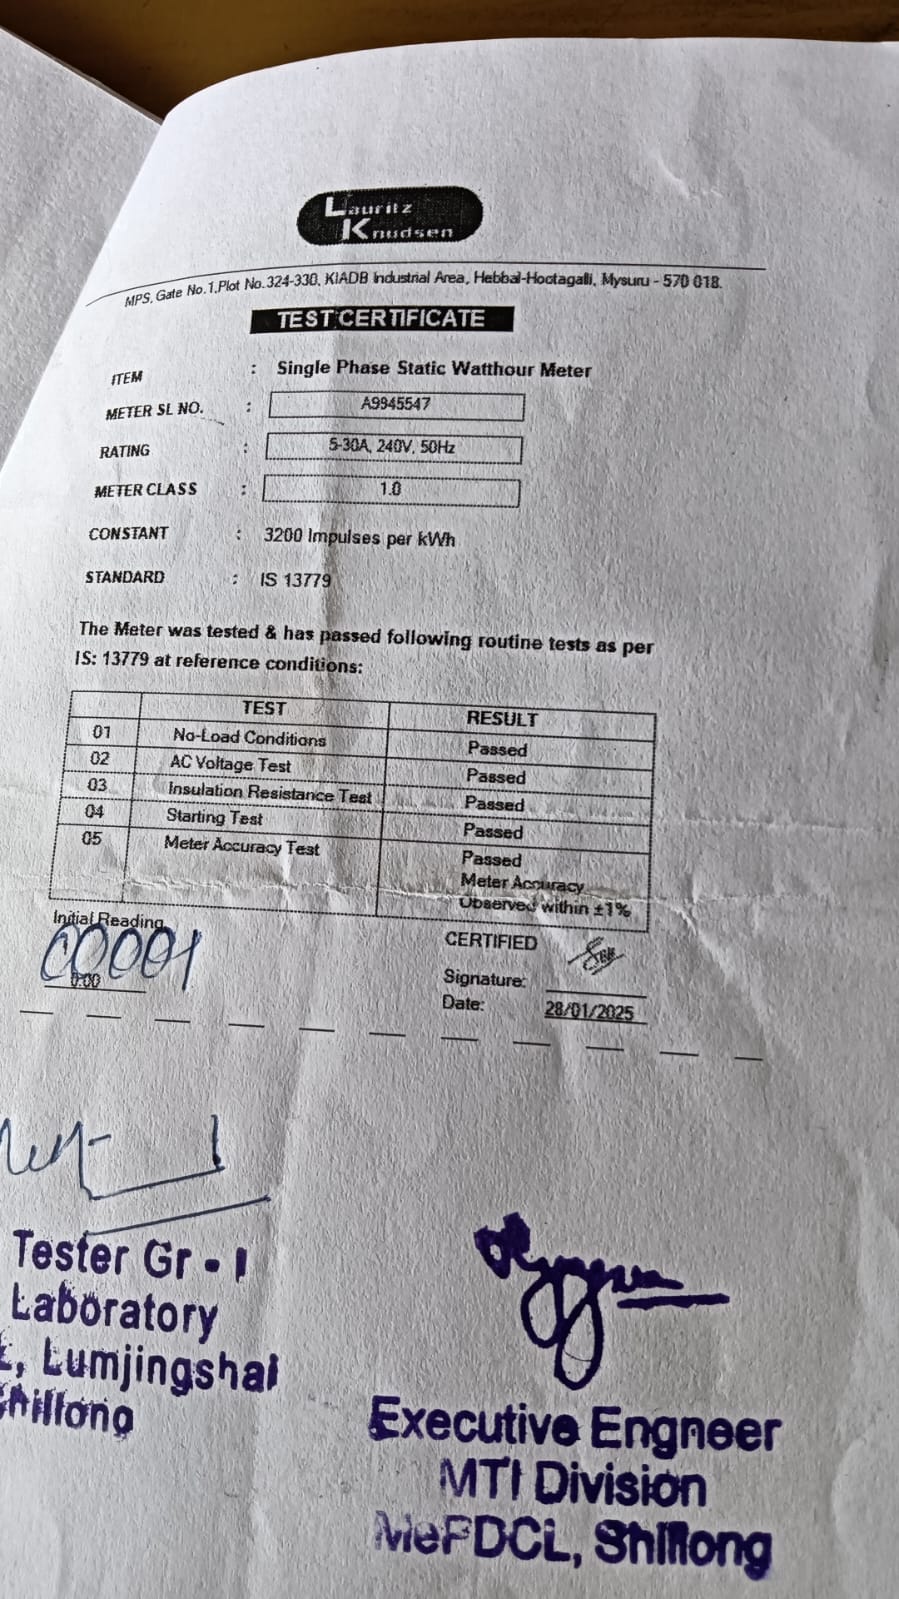 Lauritz
Knudsen
MPS, Gate No.1,Plot No.324-330, KIADB Industrial Area, Hebbal-Hootagalli, Mysuru - 570 018.
TEST CERTIFICATE
ITEM : Single Phase Static Watthour Meter
METER SL NO. : A9945547
RATING : 5-30A, 240V, 50Hz
METER CLASS : 1.0
CONSTANT : 3200 Impulses per kWh
STANDARD : IS 13779
The Meter was tested & has passed following routine tests as per
IS: 13779 at reference conditions:
TEST RESULT
01 No-Load Conditions Passed
02 AC Voltage Test Passed
03 Insulation Resistance Test Passed
04 Starting Test Passed
05 Meter Accuracy Test Passed
Meter Accuracy
Observed within ±1%
Initial Reading
00001
0.00
CERTIFIED
Signature:
Date: 28/01/2025
Tester Gr - I
Laboratory
Lumjingshai
Shillong
Executive Engneer
MTI Division
MePDCL, Shillong